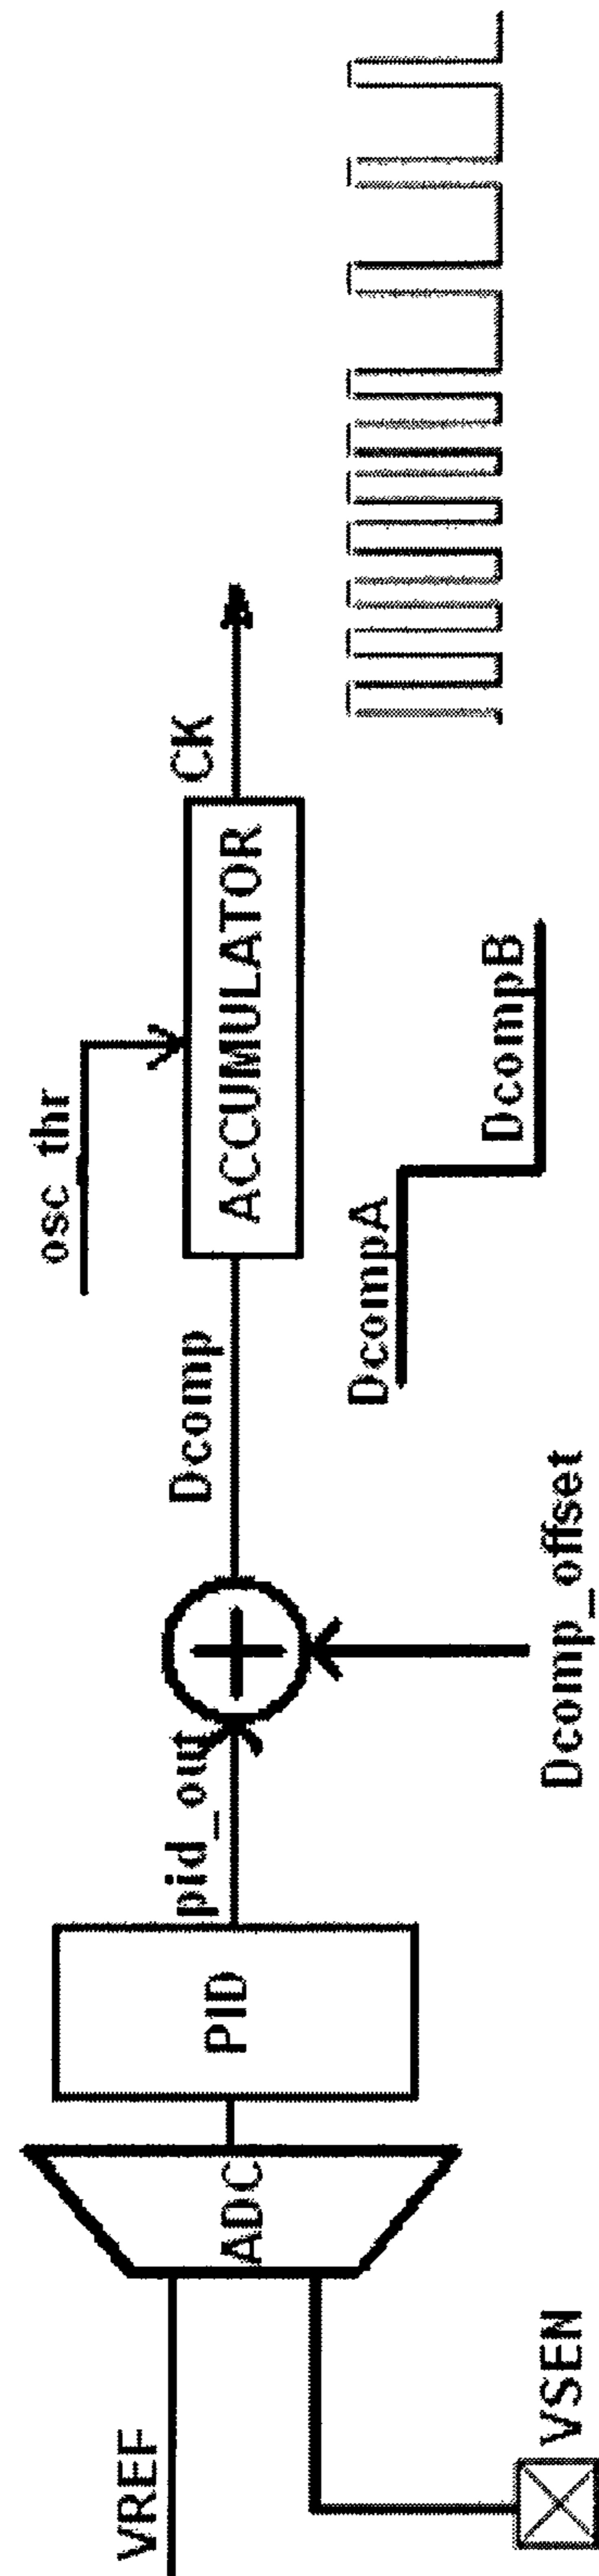 VREF
VSEN
ADC
PID
pid_out
Dcomp_offset
Dcomp
osc_thr
ACCUMULATOR
CK
DcompA
DcompB